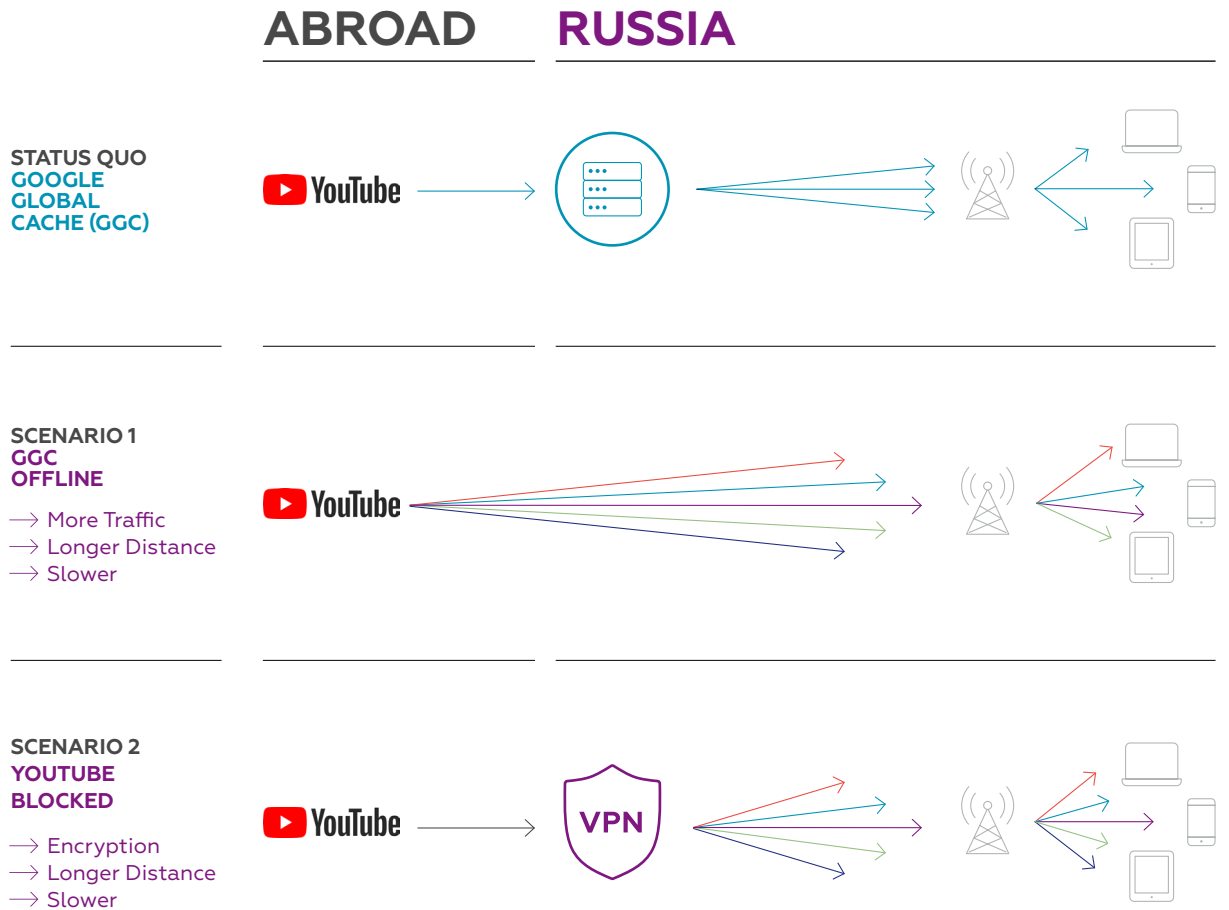 ABROAD
RUSSIA
STATUS QUO
GOOGLE
GLOBAL
CACHE (GGC)
YouTube
SCENARIO 1
GGC
OFFLINE
→ More Traffic
→ Longer Distance
→ Slower
YouTube
SCENARIO 2
YOUTUBE
BLOCKED
→ Encryption
→ Longer Distance
→ Slower
YouTube
VPN